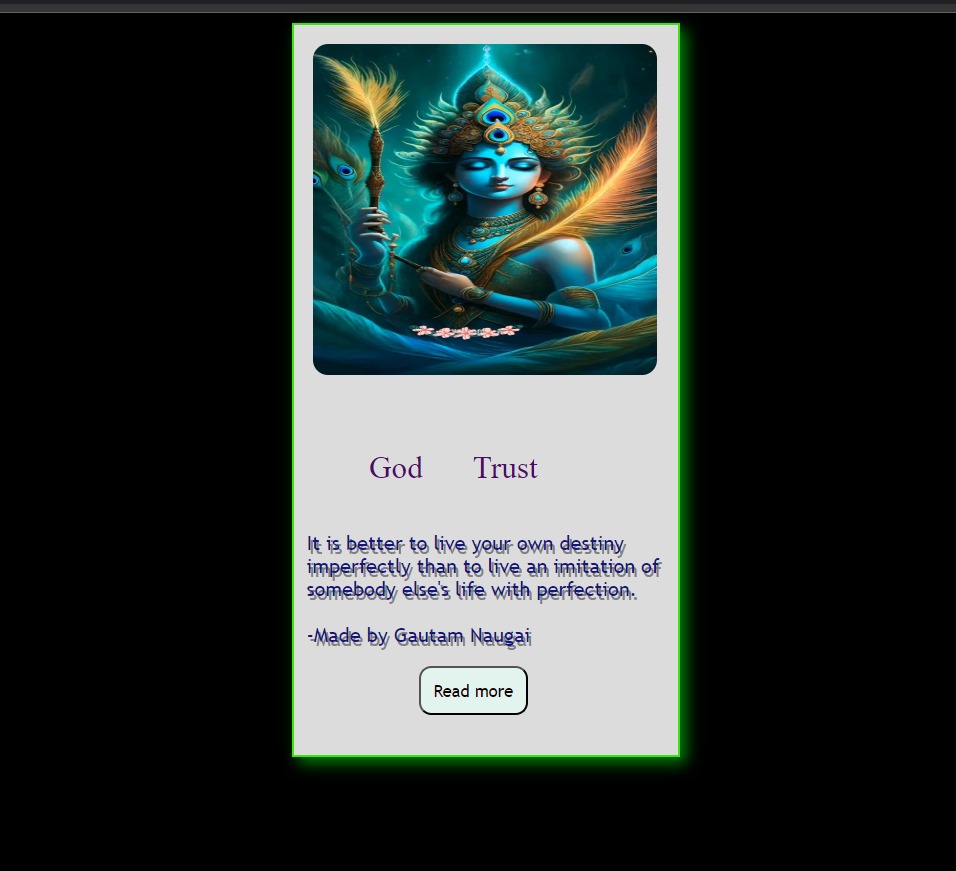 God Trust
It is better to live your own destiny
imperfectly than to live an imitation of
somebody else's life with perfection.
-Made by Gautam Naugai
Read more